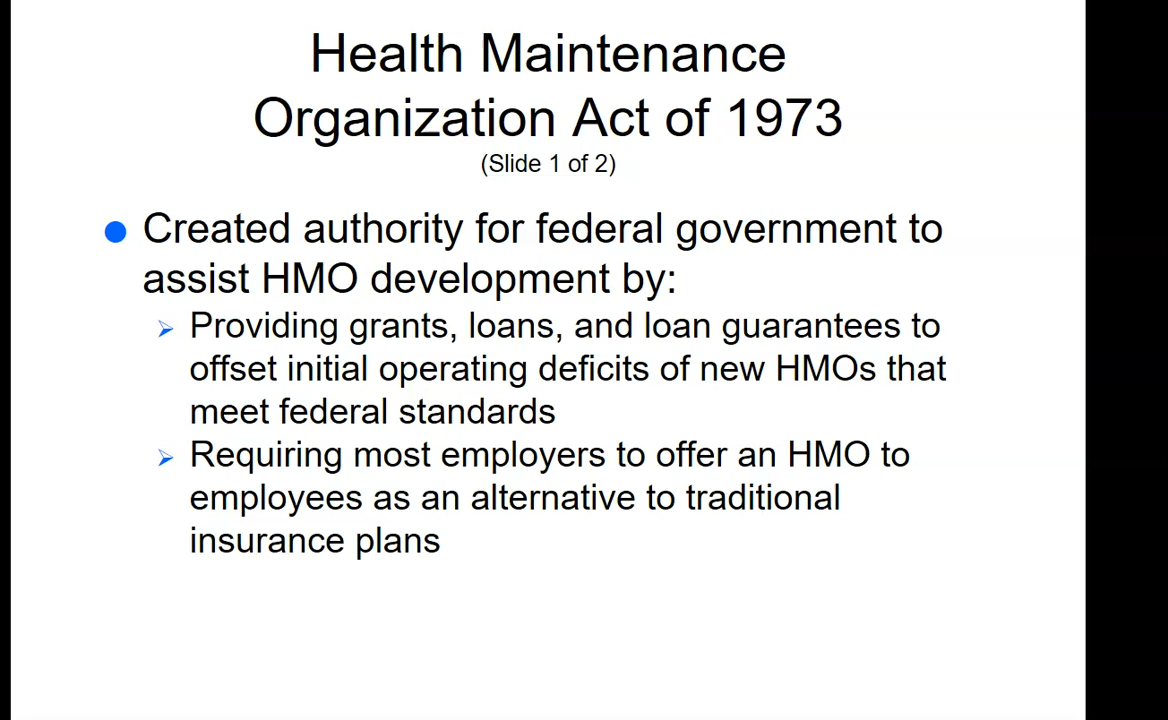 Health Maintenance
Organization Act of 1973
(Slide 1 of 2)
Created authority for federal government to
assist HMO development by:
Providing grants, loans, and loan guarantees to
offset initial operating deficits of new HMOs that
meet federal standards
Requiring most employers to offer an HMO to
employees as an alternative to traditional
insurance plans